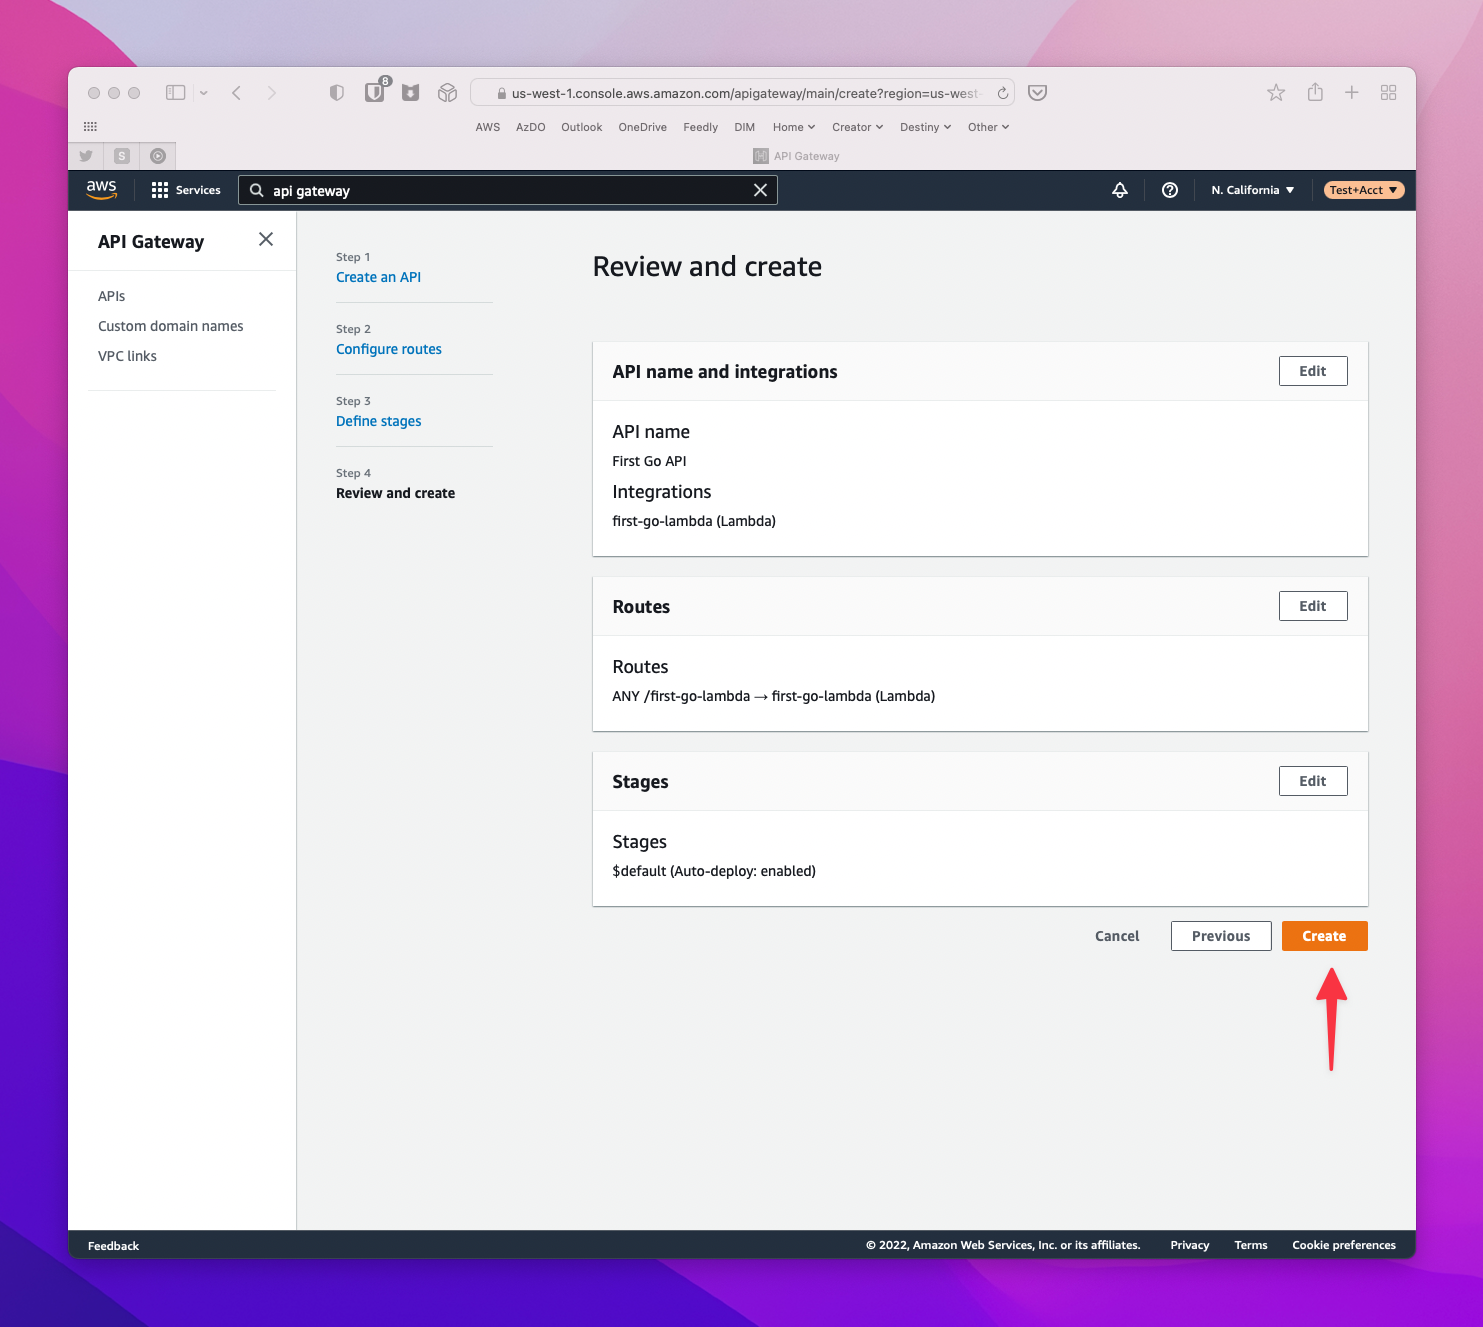 8
us-west-1.console.aws.amazon.com/apigateway/main/create?region=us-west-
AWS AzDO Outlook OneDrive Feedly DIM Home Creator Destiny Other
S API Gateway
aws Services api gateway N. California Test+Acct
API Gateway
APIs
Custom domain names
VPC links
Step 1
Create an API
Step 2
Configure routes
Step 3
Define stages
Step 4
Review and create
Review and create
API name and integrations Edit
API name
First Go API
Integrations
first-go-lambda (Lambda)
Routes Edit
Routes
ANY /first-go-lambda → first-go-lambda (Lambda)
Stages Edit
Stages
$default (Auto-deploy: enabled)
Cancel Previous Create
Feedback © 2022, Amazon Web Services, Inc. or its affiliates. Privacy Terms Cookie preferences